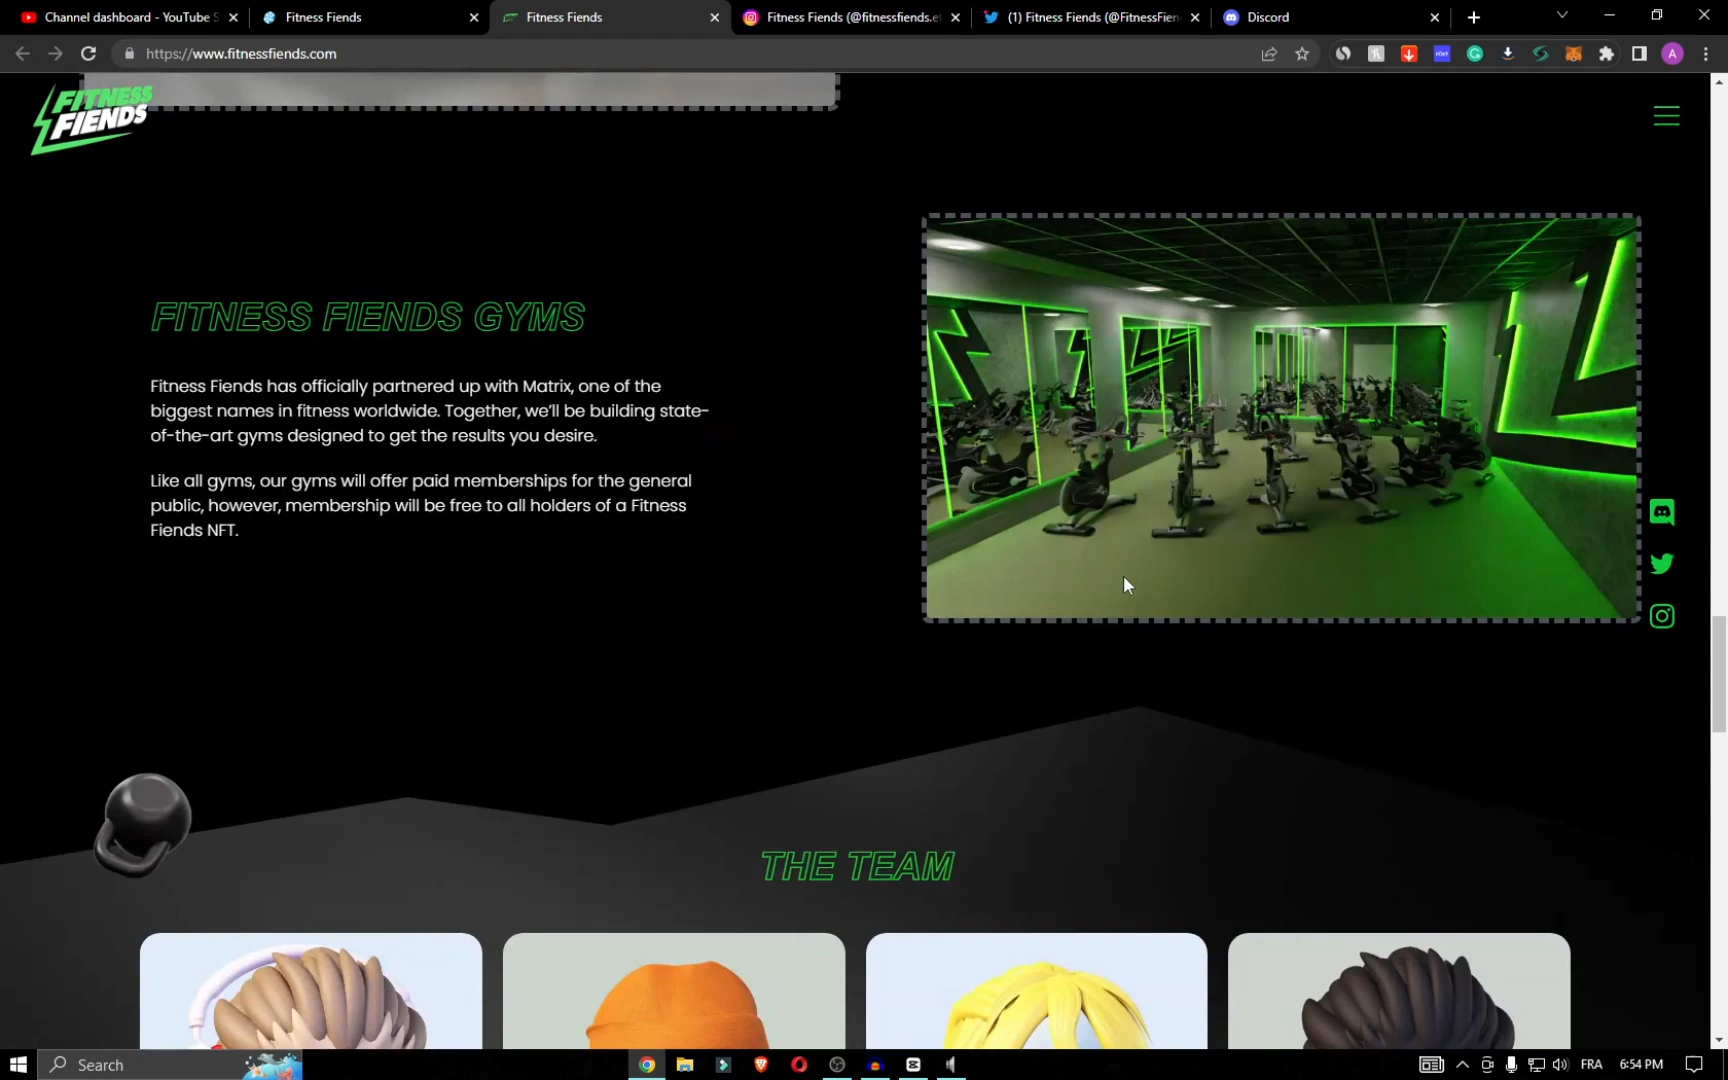 Channel dashboard - YouTube S
Fitness Fiends
Fitness Fiends
Fitness Fiends (@fitnessfiends.et
(1) Fitness Fiends (@FitnessFien
Discord
https://www.fitnessfiends.com
A
FITNESS
FIENDS
FITNESS FIENDS GYMS
Fitness Fiends has officially partnered up with Matrix, one of the
biggest names in fitness worldwide. Together, we'll be building state-
of-the-art gyms designed to get the results you desire.
Like all gyms, our gyms will offer paid memberships for the general
public, however, membership will be free to all holders of a Fitness
Fiends NFT.
THE TEAM
Search
FRA
6:54 PM